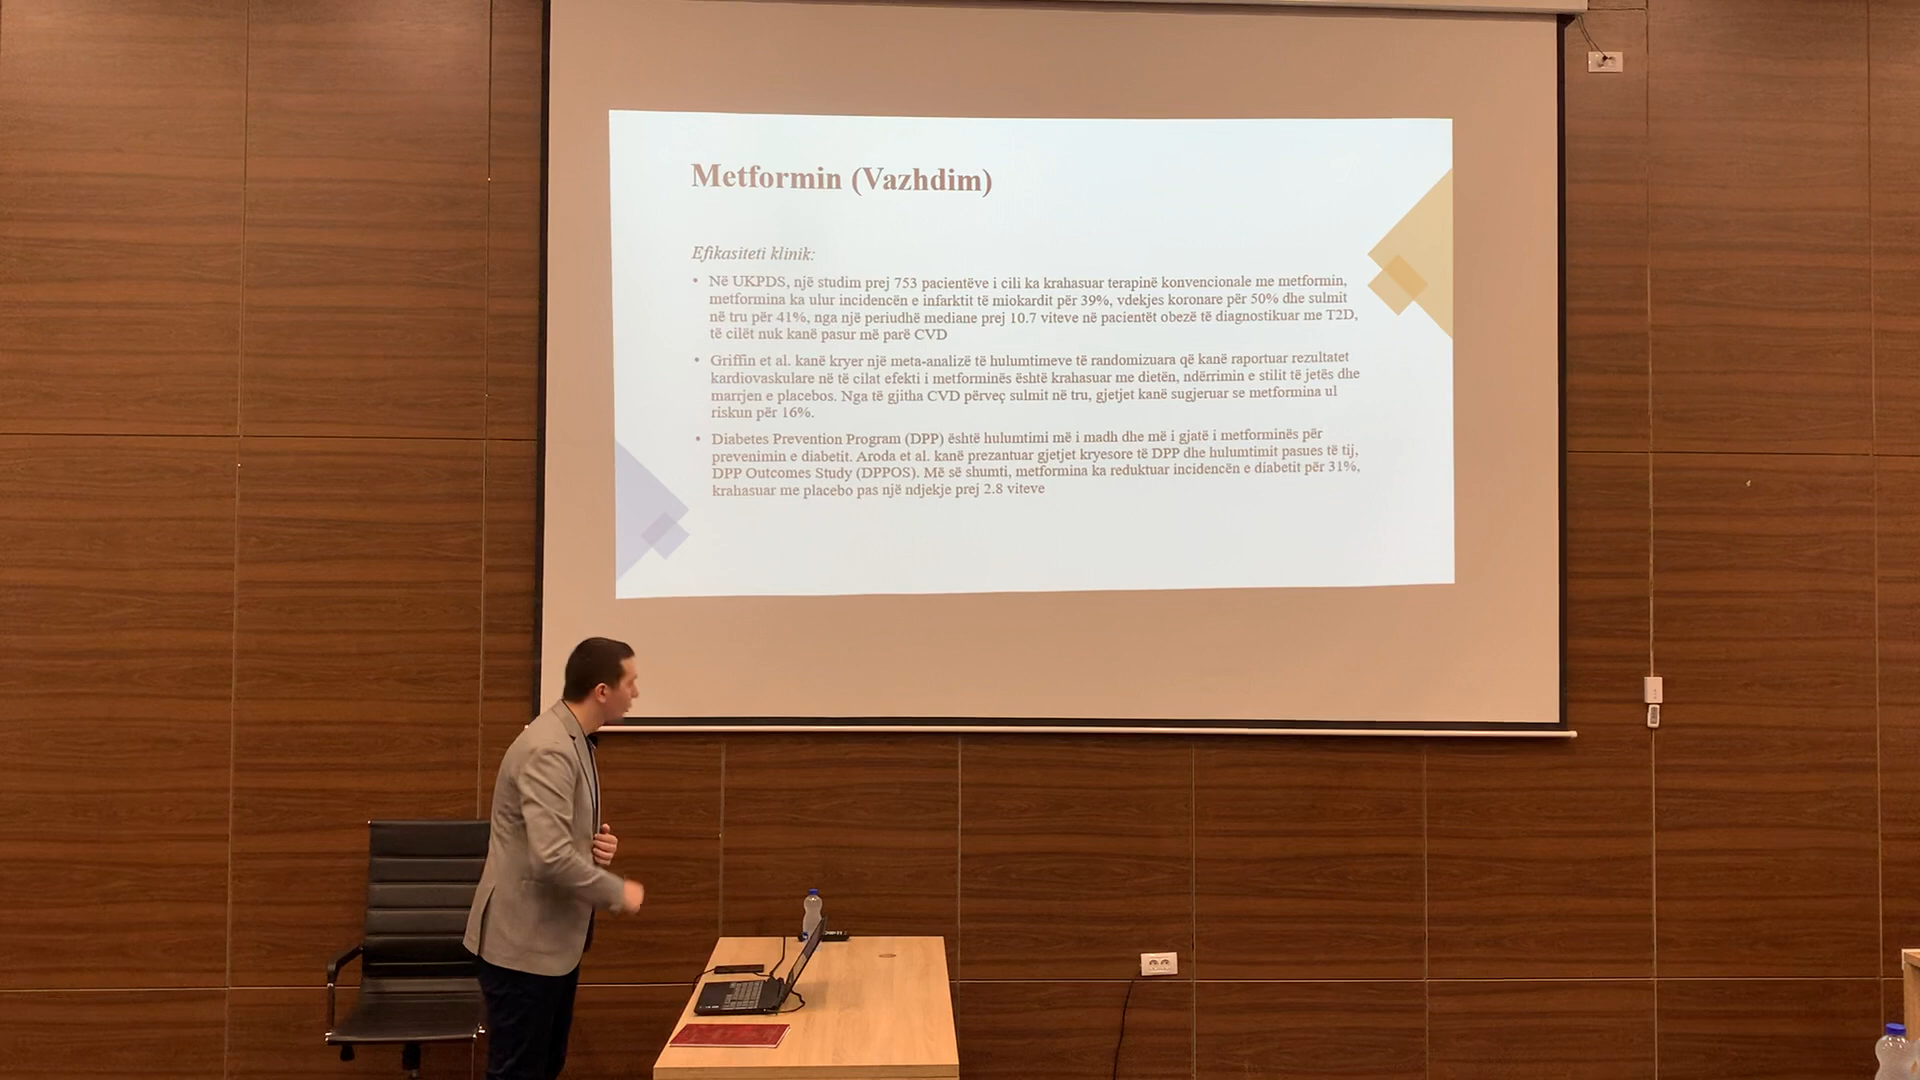 Metformin (Vazhdim)
Efikasiteti klinik:
• Në UKPDS, një studim prej 753 pacientëve i cili ka krahasuar terapinë konvencionale me metformin,
metformina ka ulur incidencën e infarktit të miokardit për 39%, vdekjes koronare për 50% dhe sulmit
në tru për 41%, nga një periudhë mediane prej 10.7 viteve në pacientët obezë të diagnostikuar me T2D,
të cilët nuk kanë pasur më parë CVD
• Griffin et al. kanë kryer një meta-analizë të hulumtimeve të randomizuara që kanë raportuar rezultatet
kardiovaskulare në të cilat efekti i metforminës është krahasuar me dietën, ndërrimin e stilit të jetës dhe
marrjen e placebos. Nga të gjitha CVD përveç sulmit në tru, gjetjet kanë sugjeruar se metformina ul
riskun për 16%.
• Diabetes Prevention Program (DPP) është hulumtimi më i madh dhe më i gjatë i metforminës për
prevenimin e diabetit. Aroda et al. kanë prezantuar gjetjet kryesore të DPP dhe hulumtimit pasues të tij,
DPP Outcomes Study (DPPOS). Më së shumti, metformina ka reduktuar incidencën e diabetit për 31%,
krahasuar me placebo pas një ndjekje prej 2.8 viteve